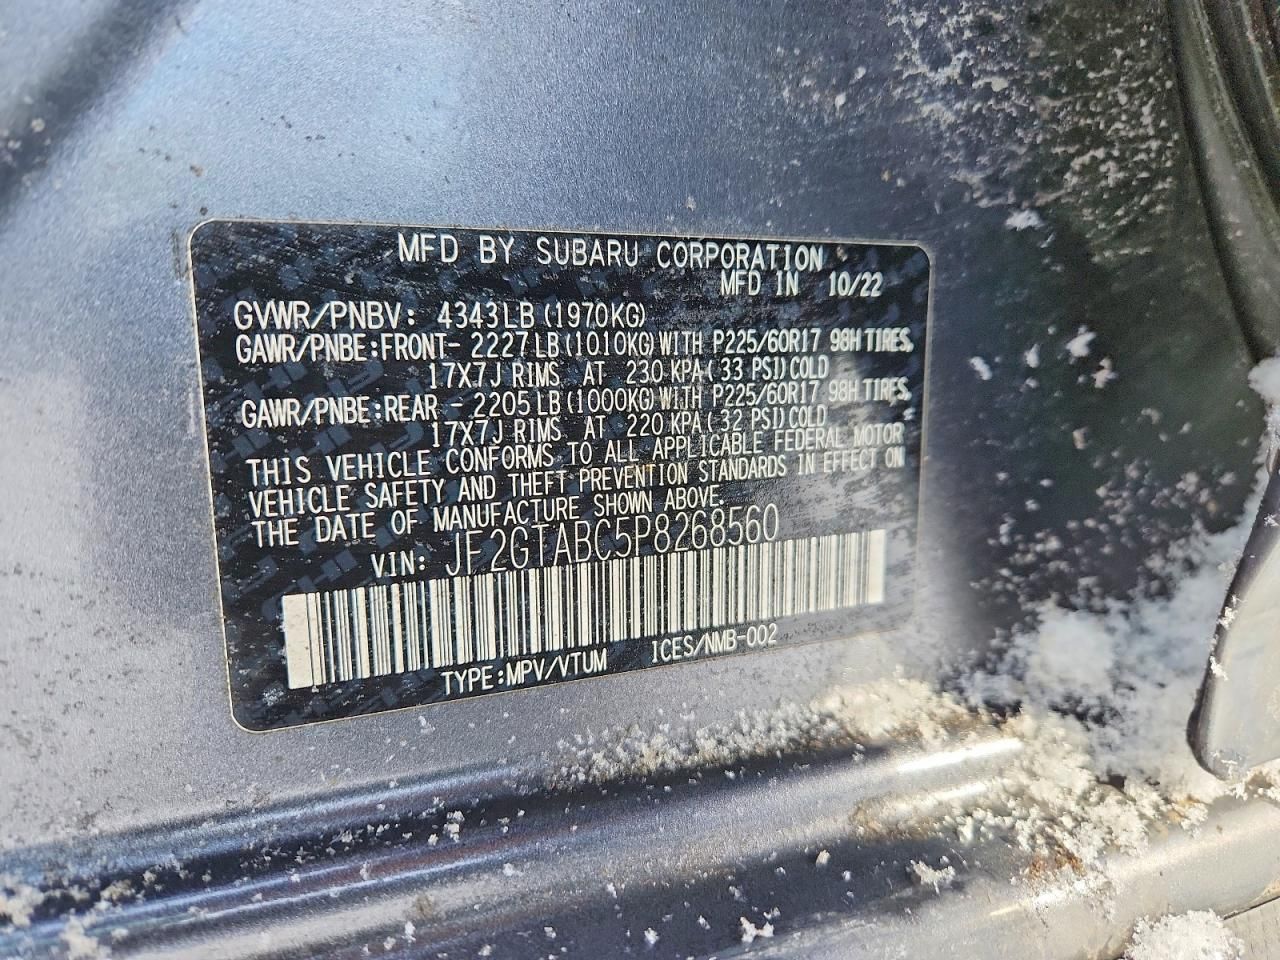 MFD BY SUBARU CORPORATION
MFD IN 10/22
GVWR/PNBV: 4343LB(1970KG)
GAWR/PNBE:FRONT- 2227LB(1010KG)WITH P225/60R17 98H TIRES,
17X7J RIMS AT 230 KPA(33 PSI)COLD
GAWR/PNBE:REAR - 2205LB(1000KG)WITH P225/60R17 98H TIRES,
17X7J RIMS AT 220 KPA(32 PSI)COLD
THIS VEHICLE CONFORMS TO ALL APPLICABLE FEDERAL MOTOR
VEHICLE SAFETY AND THEFT PREVENTION STANDARDS IN EFFECT ON
THE DATE OF MANUFACTURE SHOWN ABOVE.
VIN: JF2GTABC5P8268560
TYPE:MPV/VTUM ICES/NMB-002